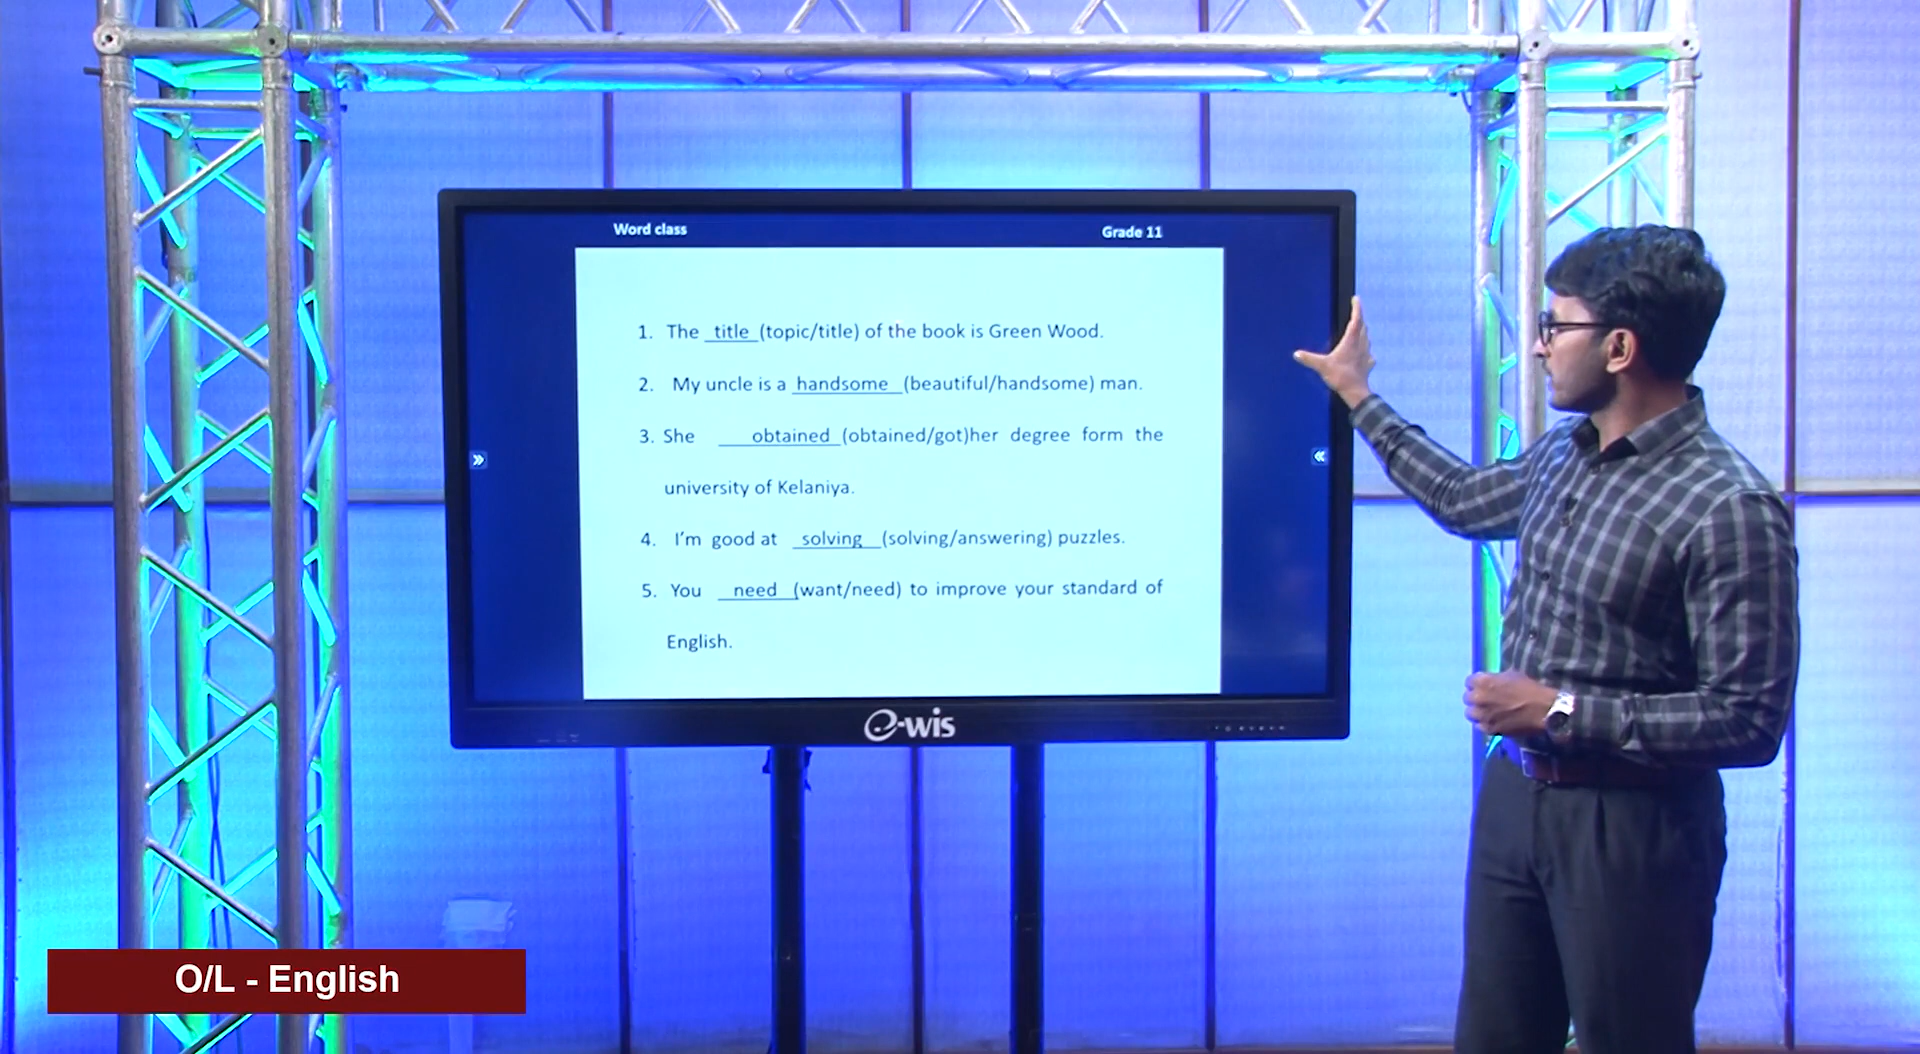 Word class
Grade 11
1. The title (topic/title) of the book is Green Wood.
2. My uncle is a handsome (beautiful/handsome) man.
3. She obtained (obtained/got)her degree form the
university of Kelaniya.
4. I'm good at solving (solving/answering) puzzles.
5. You need (want/need) to improve your standard of
English.
e-wis
O/L - English